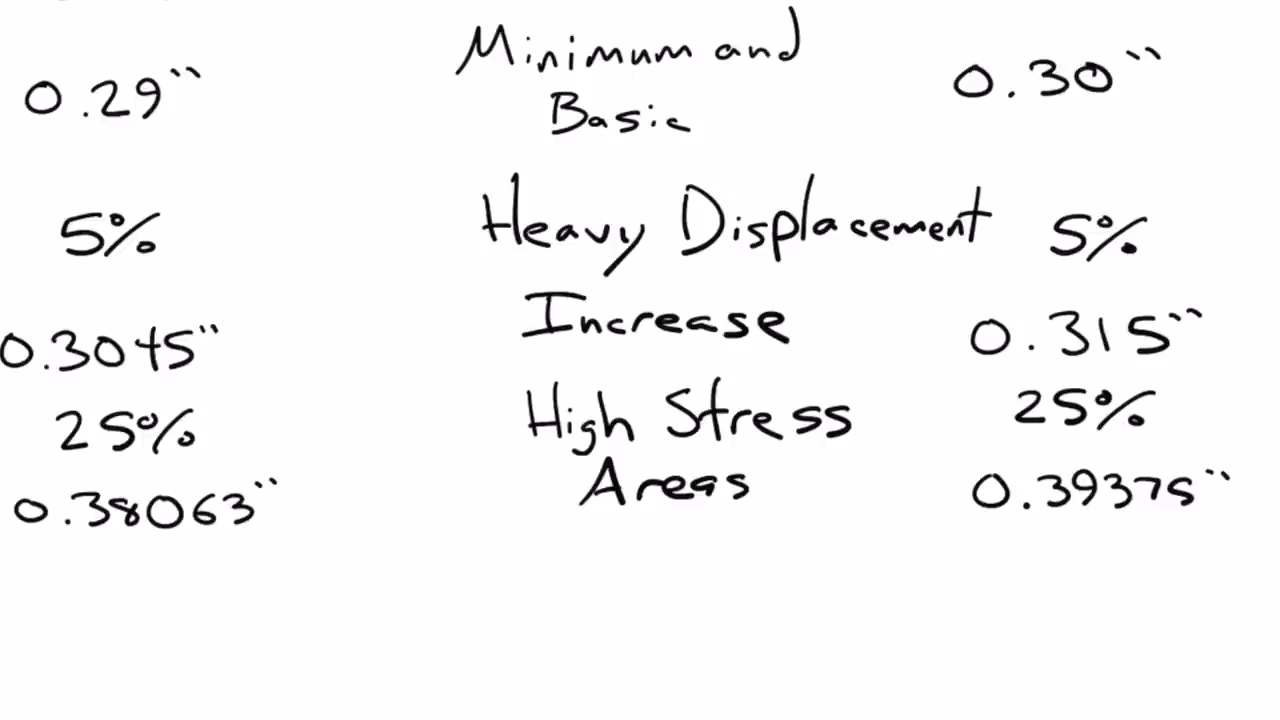 0.29" Minimum and 0.30"
Basic
5% Heavy Displacement 5%
Increase
0.3045" 0.315"
25% High Stress 25%
Areas
0.38063" 0.39375"